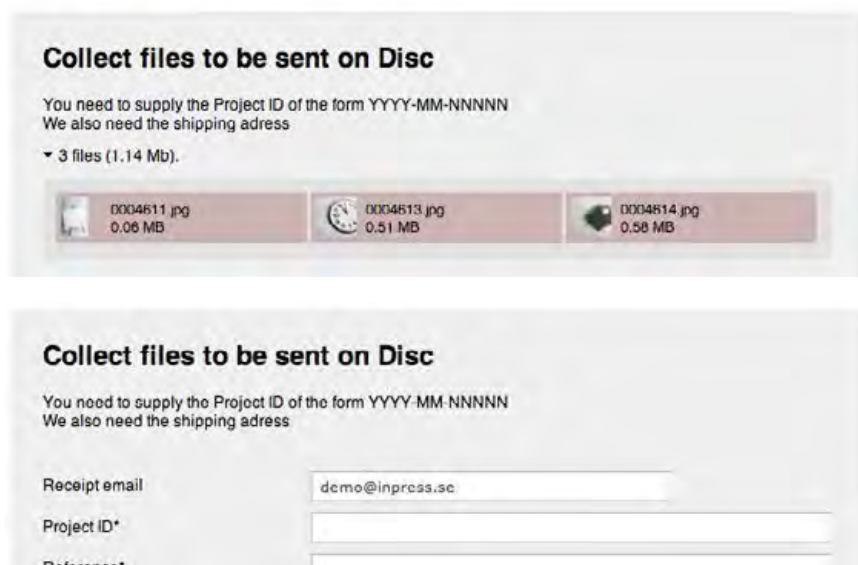 Collect files to be sent on Disc
You need to supply the Project ID of the form YYYY-MM-NNNNN
We also need the shipping adress
3 files (1.14 Mb).
0004611.jpg
0.06 MB
0004613.jpg
0.51 MB
0004614.jpg
0.58 MB
Collect files to be sent on Disc
You need to supply the Project ID of the form YYYY-MM-NNNNN
We also need the shipping adress
Receipt email demo@inpress.se
Project ID*